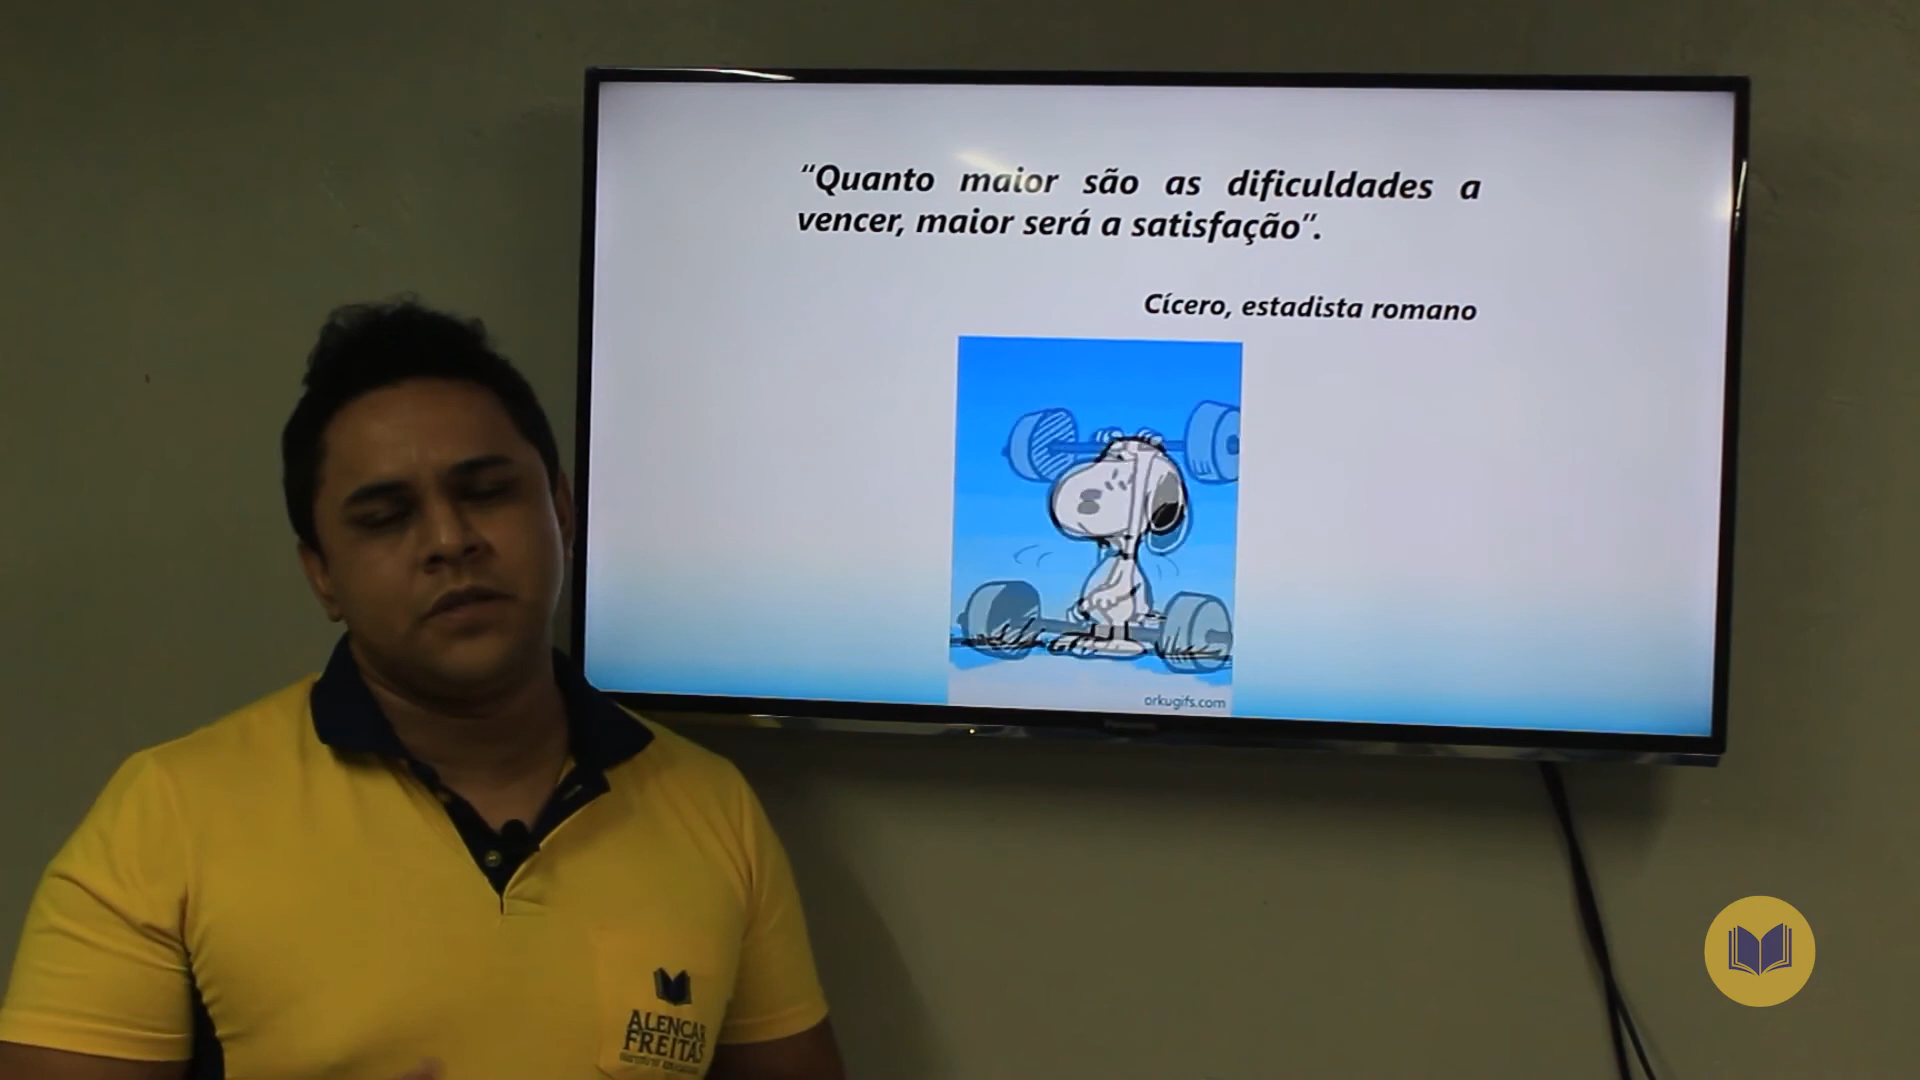 “Quanto maior são as dificuldades a
vencer, maior será a satisfação”.
Cícero, estadista romano
orkugifs.com
ALENCAR
FREITAS